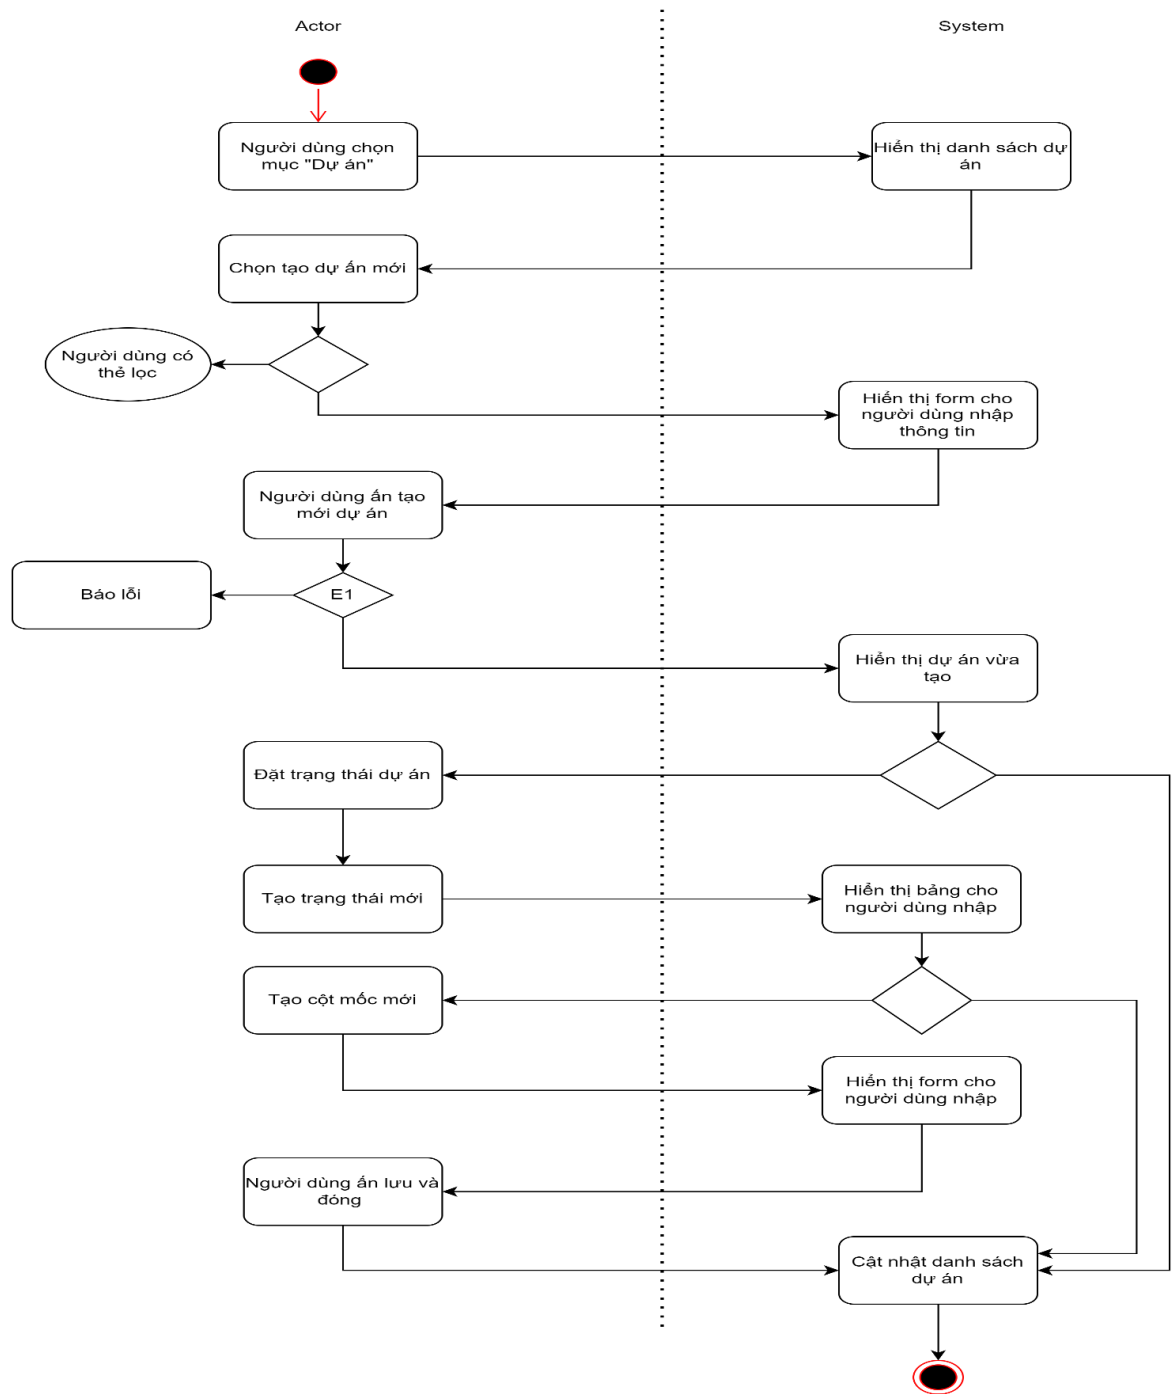 Actor
System
Người dùng chọn
mục "Dự án"
Hiển thị danh sách dự
án
Chọn tạo dự ấn mới
Người dùng có
thẻ lọc
Hiển thị form cho
người dùng nhập
thông tin
Người dùng ấn tạo
mới dự án
Báo lỗi
E1
Hiển thị dự án vừa
tạo
Đặt trạng thái dự án
Tạo trạng thái mới
Hiển thị bảng cho
người dùng nhập
Tạo cột mốc mới
Hiển thị form cho
người dùng nhập
Người dùng ấn lưu và
đóng
Cật nhật danh sách
dự án